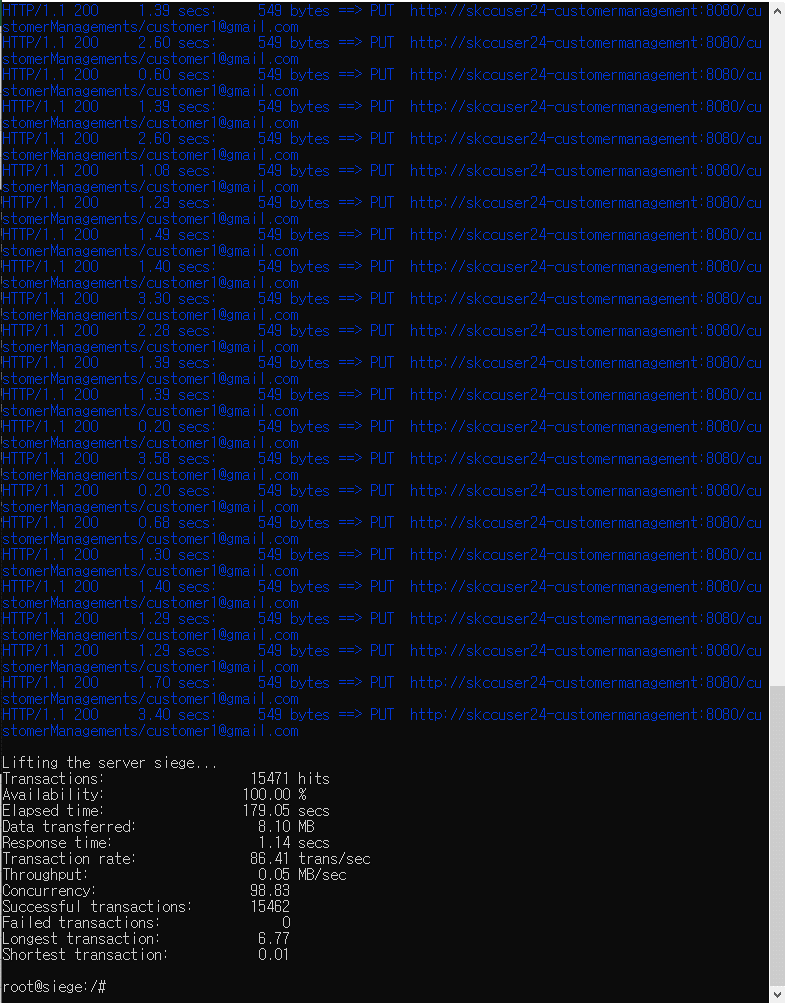 HTTP/1.1 200     1.39 secs:     549 bytes ==> PUT  http://skccuser24-customermanagement:8080/cu
stomerManagements/customer1@gmail.com
HTTP/1.1 200     2.60 secs:     549 bytes ==> PUT  http://skccuser24-customermanagement:8080/cu
stomerManagements/customer1@gmail.com
HTTP/1.1 200     0.60 secs:     549 bytes ==> PUT  http://skccuser24-customermanagement:8080/cu
stomerManagements/customer1@gmail.com
HTTP/1.1 200     1.39 secs:     549 bytes ==> PUT  http://skccuser24-customermanagement:8080/cu
stomerManagements/customer1@gmail.com
HTTP/1.1 200     2.60 secs:     549 bytes ==> PUT  http://skccuser24-customermanagement:8080/cu
stomerManagements/customer1@gmail.com
HTTP/1.1 200     1.08 secs:     549 bytes ==> PUT  http://skccuser24-customermanagement:8080/cu
stomerManagements/customer1@gmail.com
HTTP/1.1 200     1.29 secs:     549 bytes ==> PUT  http://skccuser24-customermanagement:8080/cu
stomerManagements/customer1@gmail.com
HTTP/1.1 200     1.49 secs:     549 bytes ==> PUT  http://skccuser24-customermanagement:8080/cu
stomerManagements/customer1@gmail.com
HTTP/1.1 200     1.40 secs:     549 bytes ==> PUT  http://skccuser24-customermanagement:8080/cu
stomerManagements/customer1@gmail.com
HTTP/1.1 200     3.30 secs:     549 bytes ==> PUT  http://skccuser24-customermanagement:8080/cu
stomerManagements/customer1@gmail.com
HTTP/1.1 200     2.28 secs:     549 bytes ==> PUT  http://skccuser24-customermanagement:8080/cu
stomerManagements/customer1@gmail.com
HTTP/1.1 200     1.39 secs:     549 bytes ==> PUT  http://skccuser24-customermanagement:8080/cu
stomerManagements/customer1@gmail.com
HTTP/1.1 200     1.39 secs:     549 bytes ==> PUT  http://skccuser24-customermanagement:8080/cu
stomerManagements/customer1@gmail.com
HTTP/1.1 200     0.20 secs:     549 bytes ==> PUT  http://skccuser24-customermanagement:8080/cu
stomerManagements/customer1@gmail.com
HTTP/1.1 200     3.58 secs:     549 bytes ==> PUT  http://skccuser24-customermanagement:8080/cu
stomerManagements/customer1@gmail.com
HTTP/1.1 200     0.20 secs:     549 bytes ==> PUT  http://skccuser24-customermanagement:8080/cu
stomerManagements/customer1@gmail.com
HTTP/1.1 200     0.68 secs:     549 bytes ==> PUT  http://skccuser24-customermanagement:8080/cu
stomerManagements/customer1@gmail.com
HTTP/1.1 200     1.30 secs:     549 bytes ==> PUT  http://skccuser24-customermanagement:8080/cu
stomerManagements/customer1@gmail.com
HTTP/1.1 200     1.40 secs:     549 bytes ==> PUT  http://skccuser24-customermanagement:8080/cu
stomerManagements/customer1@gmail.com
HTTP/1.1 200     1.29 secs:     549 bytes ==> PUT  http://skccuser24-customermanagement:8080/cu
stomerManagements/customer1@gmail.com
HTTP/1.1 200     1.29 secs:     549 bytes ==> PUT  http://skccuser24-customermanagement:8080/cu
stomerManagements/customer1@gmail.com
HTTP/1.1 200     1.70 secs:     549 bytes ==> PUT  http://skccuser24-customermanagement:8080/cu
stomerManagements/customer1@gmail.com
HTTP/1.1 200     3.40 secs:     549 bytes ==> PUT  http://skccuser24-customermanagement:8080/cu
stomerManagements/customer1@gmail.com

Lifting the server siege...
Transactions:                  15471 hits
Availability:                 100.00 %
Elapsed time:                 179.05 secs
Data transferred:               8.10 MB
Response time:                  1.14 secs
Transaction rate:              86.41 trans/sec
Throughput:                     0.05 MB/sec
Concurrency:                   98.83
Successful transactions:       15462
Failed transactions:               0
Longest transaction:            6.77
Shortest transaction:           0.01

root@siege:/#